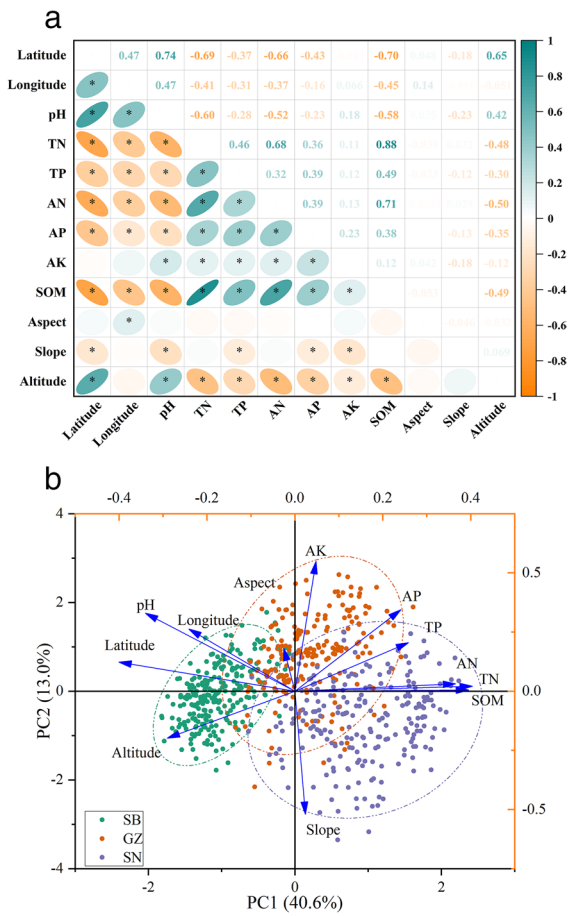 a
Latitude 0.47 0.74 -0.69 -0.37 -0.66 -0.43 -0.70 -0.18 0.65
Longitude * 0.47 -0.41 -0.31 -0.37 -0.16 -0.45 0.14
pH * * -0.60 -0.28 -0.52 -0.23 0.18 -0.58 -0.23 0.42
TN * * * 0.46 0.68 0.36 0.11 0.88 -0.48
TP * * * * 0.32 0.39 0.12 0.49 -0.12 -0.30
AN * * * * * 0.39 0.13 0.71 -0.50
AP * * * * * * 0.23 0.38 -0.13 -0.35
AK * * * * * 0.12 -0.18 -0.12
SOM * * * * * * * * -0.49
Aspect *
Slope * * * * *
Altitude * * * * * * * *
Latitude Longitude pH TN TP AN AP AK SOM Aspect Slope Altitude
1
0.8
0.6
0.4
0.2
0
-0.2
-0.4
-0.6
-0.8
-1
b
-0.4 -0.2 0.0 0.2 0.4
4
2
0
-2
-4
PC2 (13.0%)
0.5
0.0
-0.5
AK
Aspect
AP
pH
Longitude
TP
Latitude
AN
TN
SOM
Altitude
Slope
SB
GZ
SN
-2 0 2
PC1 (40.6%)